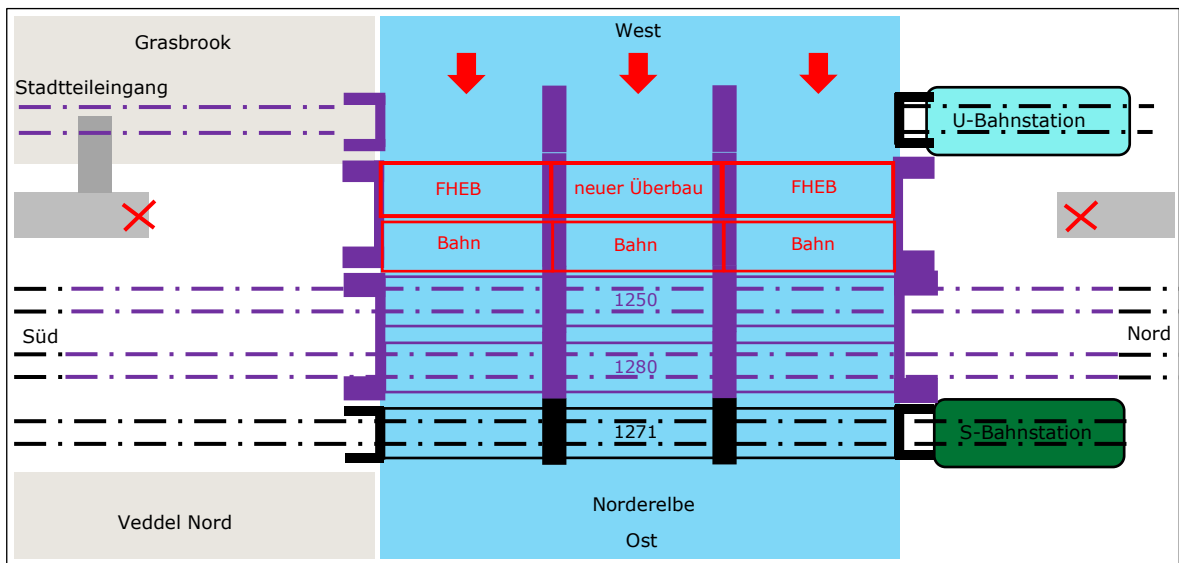 Grasbrook
West
Stadtteileingang
U-Bahnstation
FHEB
neuer Überbau
FHEB
Bahn
Bahn
Bahn
1250
Süd
Nord
1280
1271
S-Bahnstation
Norderelbe
Veddel Nord
Ost